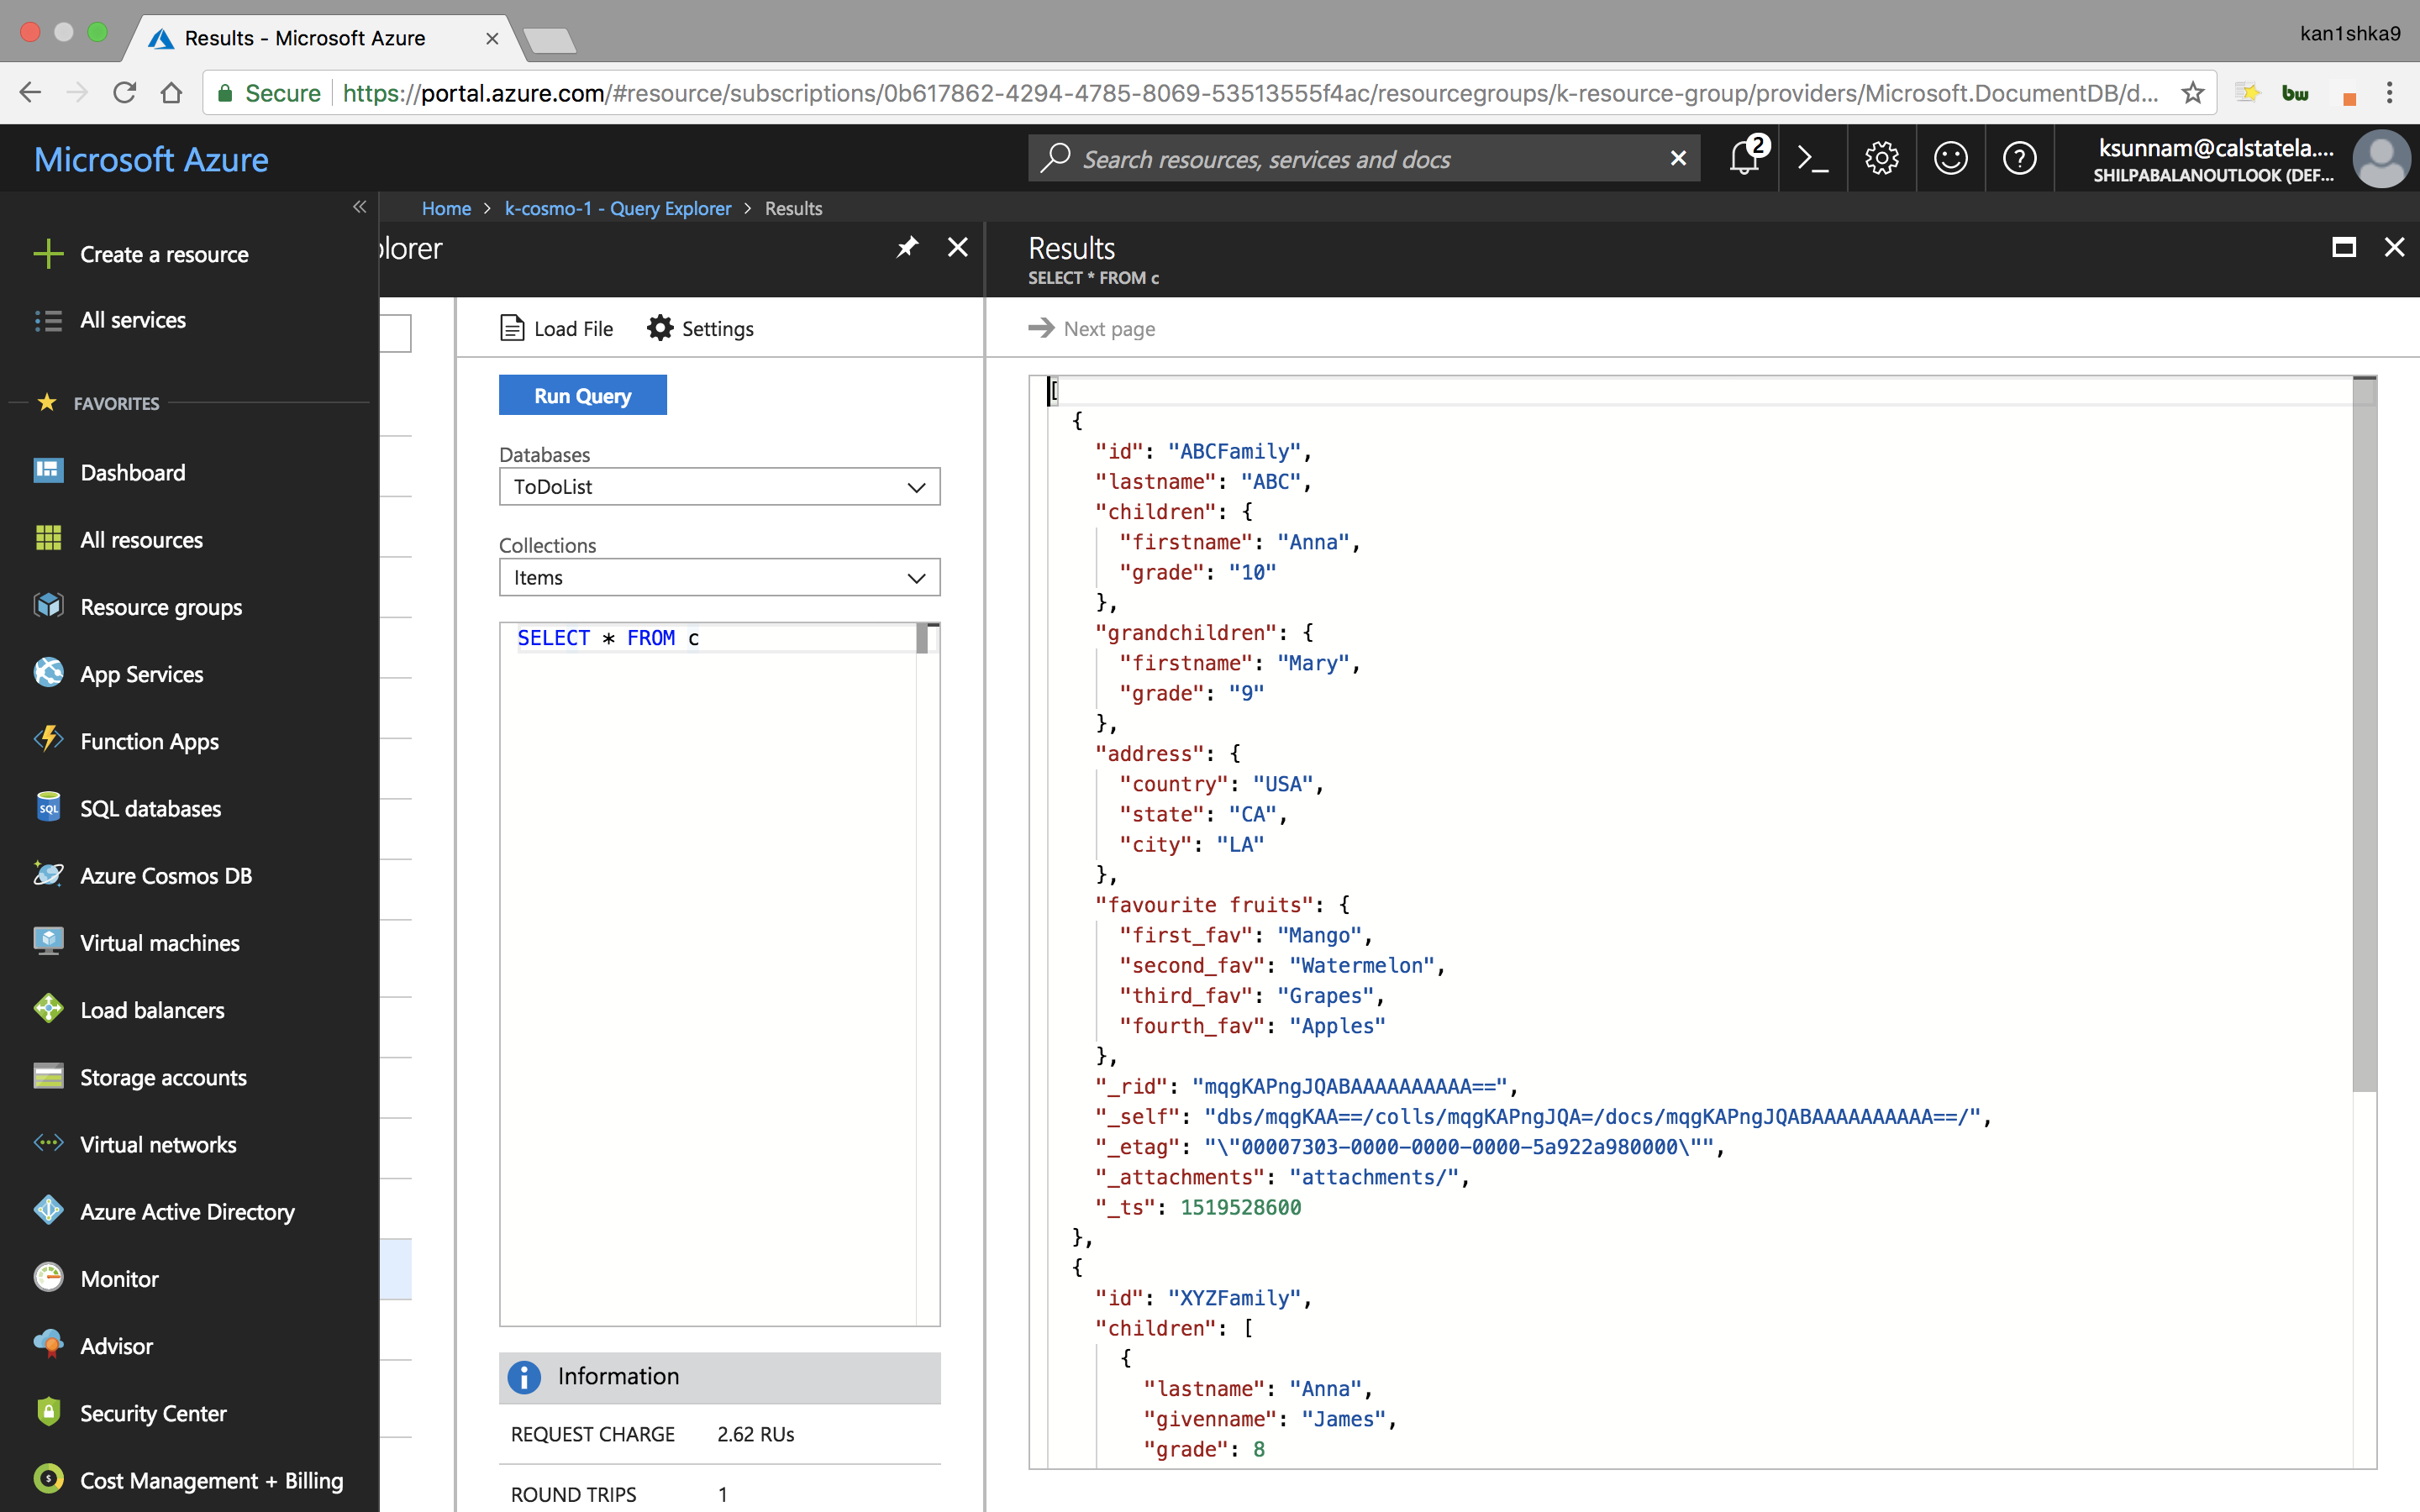 Results - Microsoft Azure
kan1shka9
Secure
https://portal.azure.com/#resource/subscriptions/0b617862-4294-4785-8069-53513555f4ac/resourcegroups/k-resource-group/providers/Microsoft.DocumentDB/d...
bw
Microsoft Azure
Search resources, services and docs
2
ksunnam@calstatela....
SHILPABALANOUTLOOK (DEF...
Home > k-cosmo-1 - Query Explorer > Results
Create a resource
All services
FAVORITES
Dashboard
All resources
Resource groups
App Services
Function Apps
SQL
SQL databases
Azure Cosmos DB
Virtual machines
Load balancers
Storage accounts
Virtual networks
Azure Active Directory
Monitor
Advisor
Security Center
Cost Management + Billing
plorer
Load File
Settings
Run Query
Databases
ToDoList
Collections
Items
SELECT * FROM c
Information
REQUEST CHARGE 2.62 RUs
ROUND TRIPS 1
Results
SELECT * FROM c
Next page
[
{
"id": "ABCFamily",
"lastname": "ABC",
"children": {
"firstname": "Anna",
"grade": "10"
},
"grandchildren": {
"firstname": "Mary",
"grade": "9"
},
"address": {
"country": "USA",
"state": "CA",
"city": "LA"
},
"favourite fruits": {
"first_fav": "Mango",
"second_fav": "Watermelon",
"third_fav": "Grapes",
"fourth_fav": "Apples"
},
"_rid": "mqgKAPngJQABAAAAAAAAAA==",
"_self": "dbs/mqgKAA==/colls/mqgKAPngJQA=/docs/mqgKAPngJQABAAAAAAAAAA==/",
"_etag": "\"00007303-0000-0000-0000-5a922a980000\"",
"_attachments": "attachments/",
"_ts": 1519528600
},
{
"id": "XYZFamily",
"children": [
{
"lastname": "Anna",
"givenname": "James",
"grade": 8